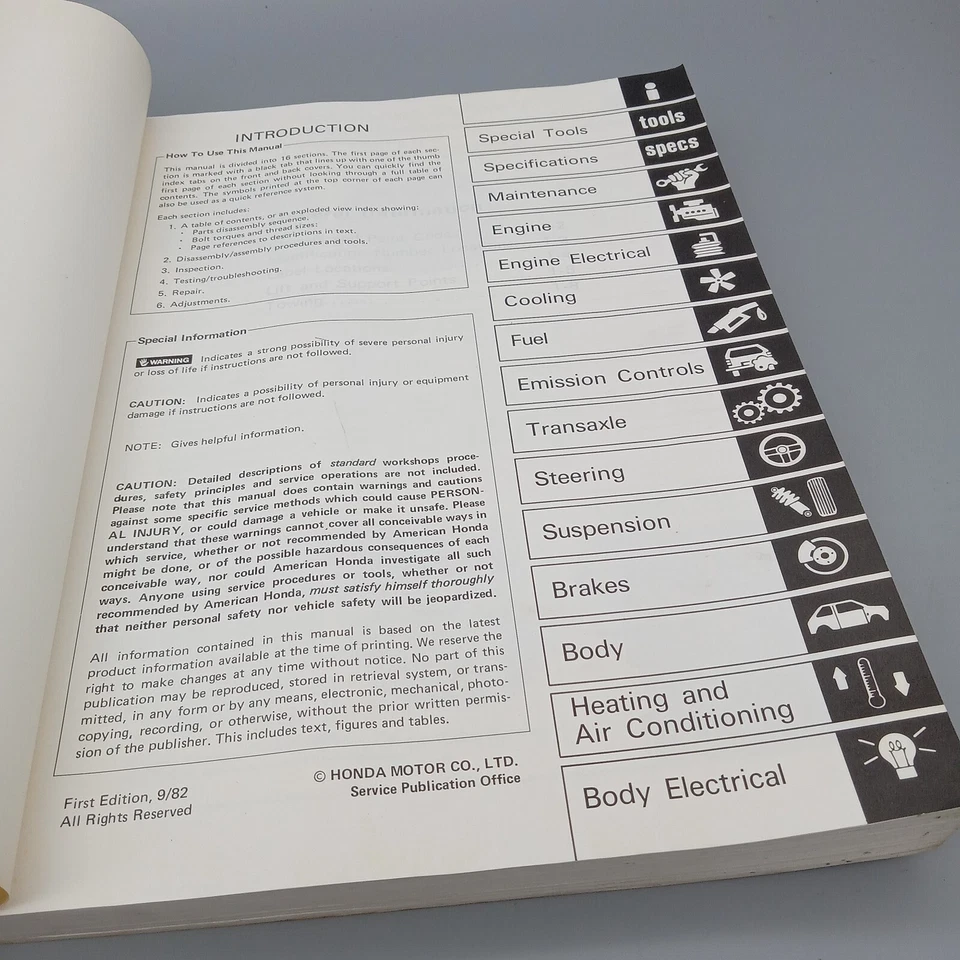 INTRODUCTION
How To Use This Manual
This manual is divided into 16 sections. The first page of each sec-
tion is marked with a black tab that lines up with one of the thumb
index tabs on the front and back covers. You can quickly find the
first page of each section without looking through a full table of
contents. The symbols printed at the top corner of each page can
also be used as a quick reference system.
Each section includes:
1. A table of contents, or an exploded view index showing:
• Parts disassembly sequence.
• Bolt torques and thread sizes:
• Page references to descriptions in text.
2. Disassembly/assembly procedures and tools.
3. Inspection.
4. Testing/troubleshooting.
5. Repair.
6. Adjustments.
Special Information
WARNING Indicates a strong possibility of severe personal injury
or loss of life if instructions are not followed.
CAUTION: Indicates a possibility of personal injury or equipment
damage if instructions are not followed.
NOTE: Gives helpful information.
CAUTION: Detailed descriptions of standard workshops proce-
dures, safety principles and service operations are not included.
Please note that this manual does contain warnings and cautions
against some specific service methods which could cause PERSON-
AL INJURY, or could damage a vehicle or make it unsafe. Please
understand that these warnings cannot cover all conceivable ways in
which service, whether or not recommended by American Honda
might be done, or of the possible hazardous consequences of each
conceivable way, nor could American Honda investigate all such
ways. Anyone using service procedures or tools, whether or not
recommended by American Honda, must satisfy himself thoroughly
that neither personal safety nor vehicle safety will be jeopardized.
All information contained in this manual is based on the latest
product information available at the time of printing. We reserve the
right to make changes at any time without notice. No part of this
publication may be reproduced, stored in retrieval system, or trans-
mitted, in any form or by any means, electronic, mechanical, photo-
copying, recording, or otherwise, without the prior written permis-
sion of the publisher. This includes text, figures and tables.
© HONDA MOTOR CO., LTD.
Service Publication Office
First Edition, 9/82
All Rights Reserved
i
Special Tools
tools
Specifications
specs
Maintenance
Engine
Engine Electrical
Cooling
Fuel
Emission Controls
Transaxle
Steering
Suspension
Brakes
Body
Heating and
Air Conditioning
Body Electrical